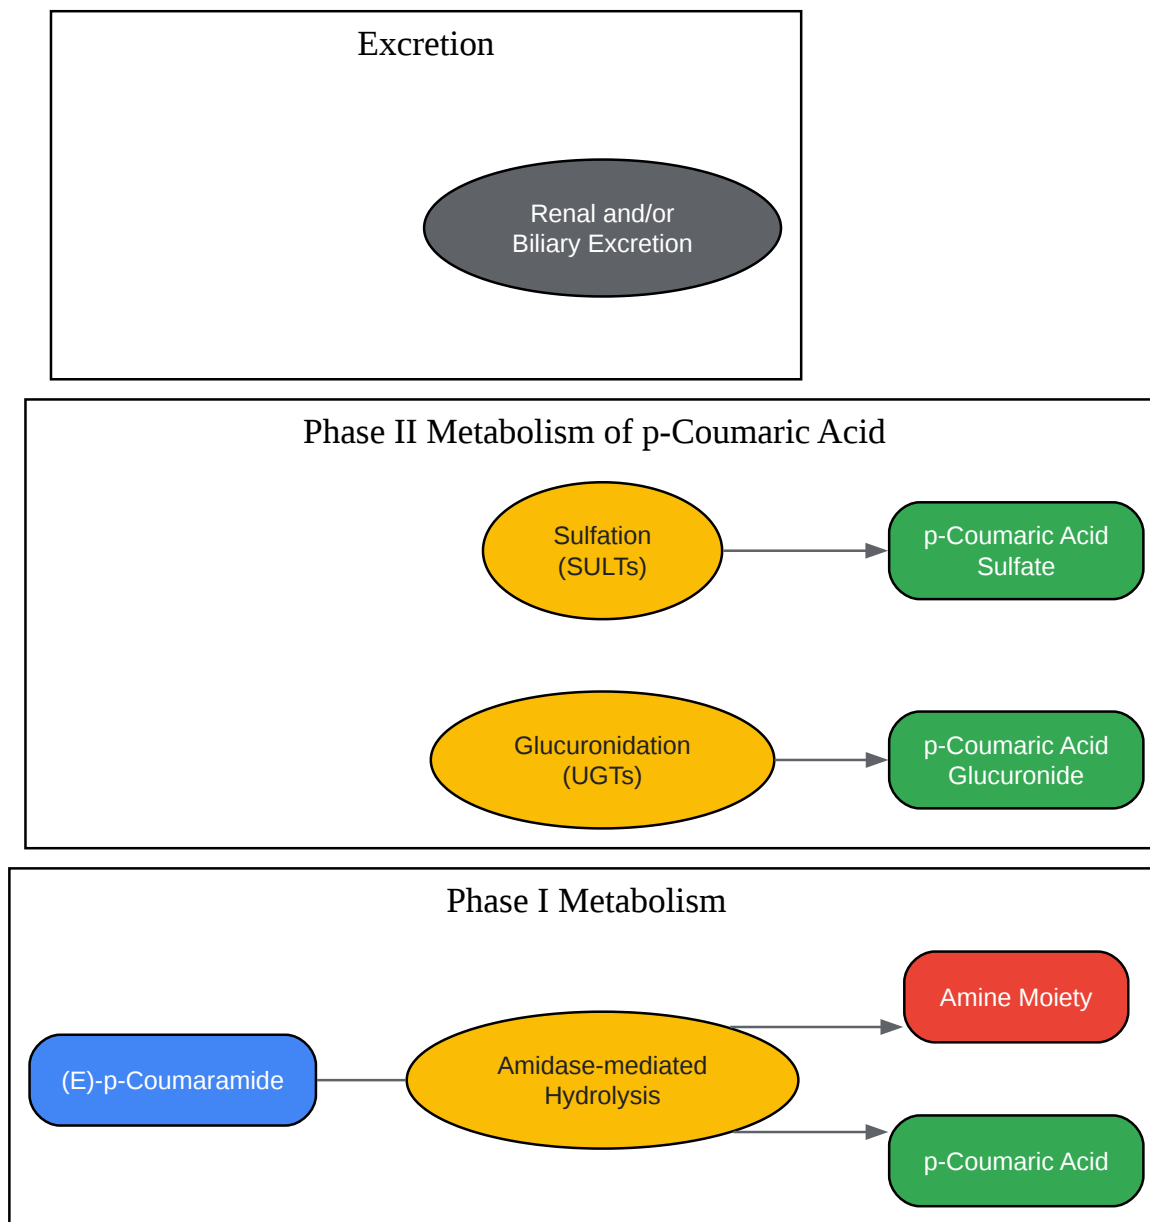 Excretion
Renal and/or
Biliary Excretion
Phase II Metabolism of p-Coumaric Acid
Sulfation
(SULTs)
p-Coumaric Acid
Sulfate
Glucuronidation
(UGTs)
p-Coumaric Acid
Glucuronide
Phase I Metabolism
(E)-p-Coumaramide
Amidase-mediated
Hydrolysis
Amine Moiety
p-Coumaric Acid